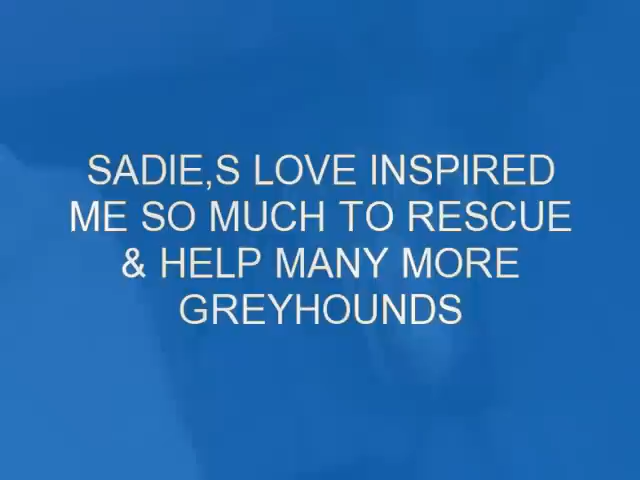 SADIE,S LOVE INSPIRED
ME SO MUCH TO RESCUE
& HELP MANY MORE
GREYHOUNDS